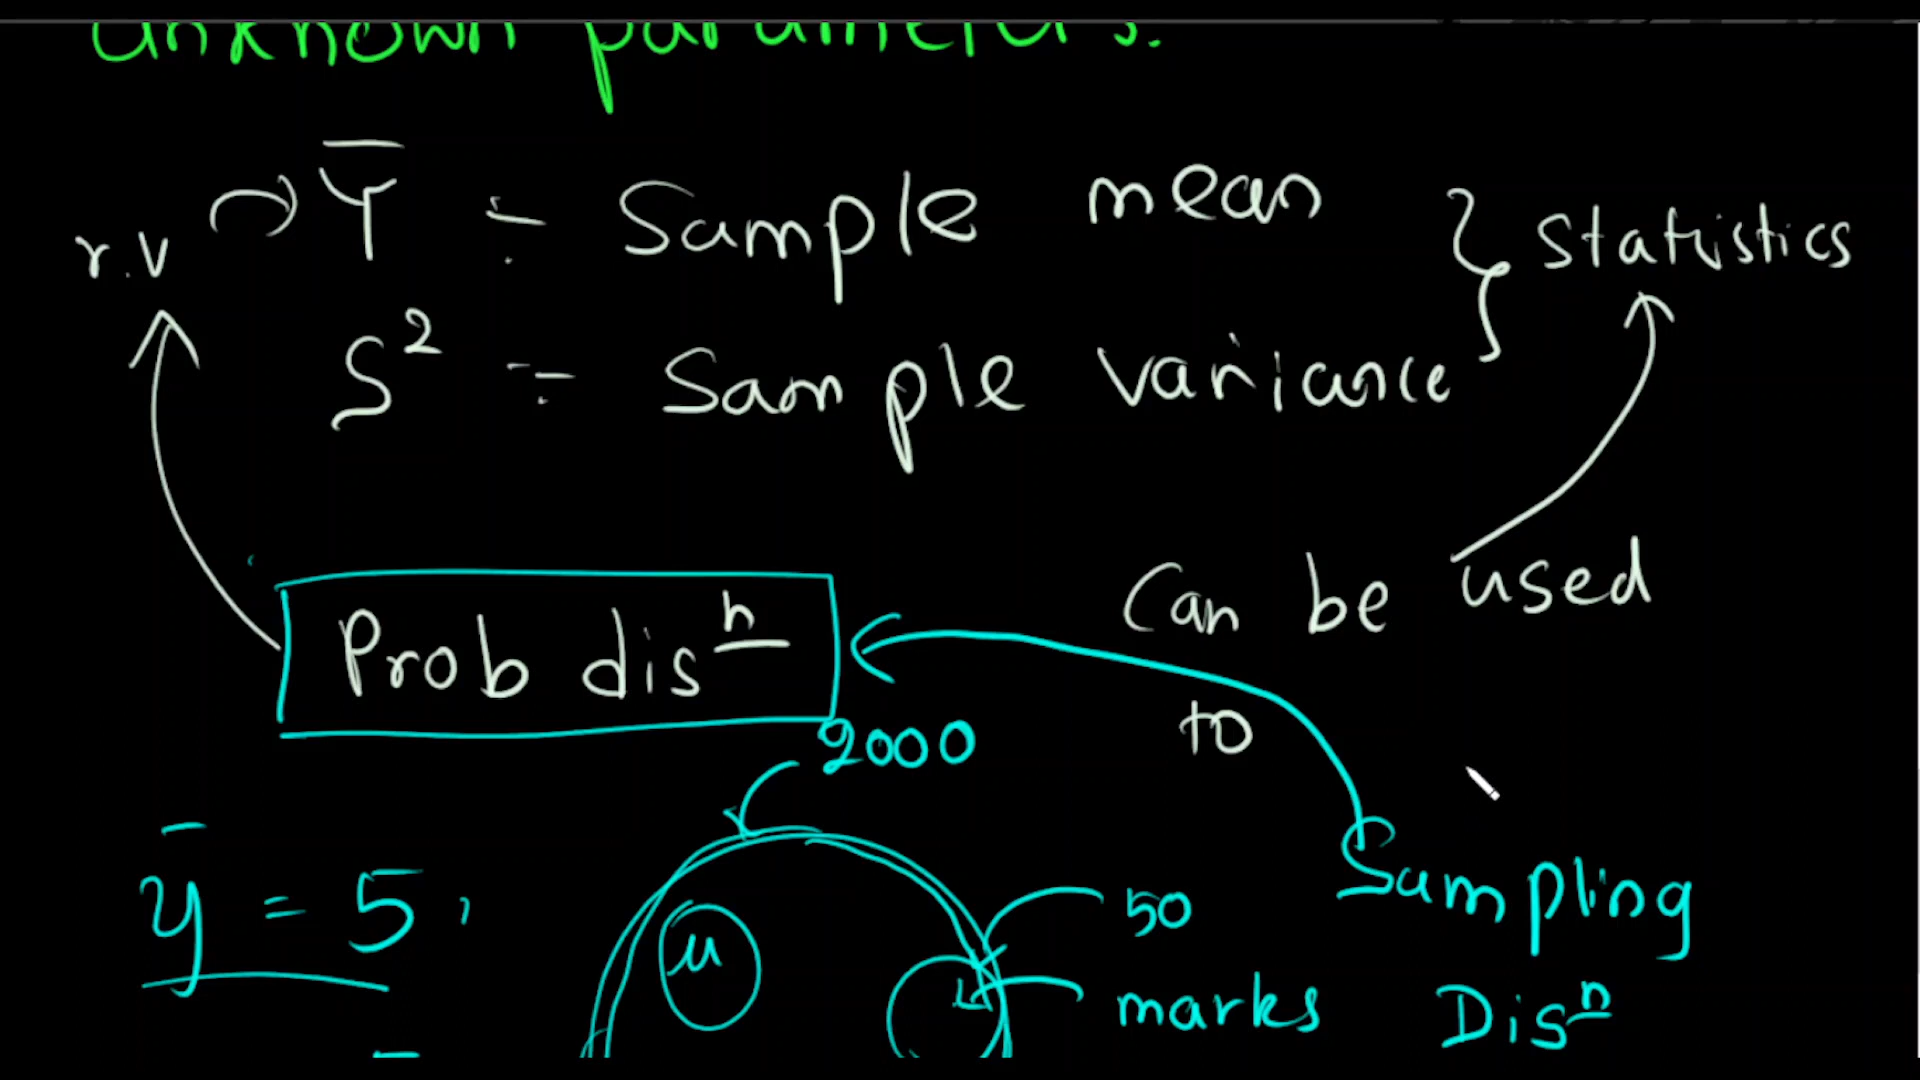 unknown parameters.
r.v Ȳ := Sample mean } Statistics
S² := Sample variance
Can be used
Prob disⁿ
to
2000
ȳ = 5,
μ
50
Sampling
marks Disⁿ